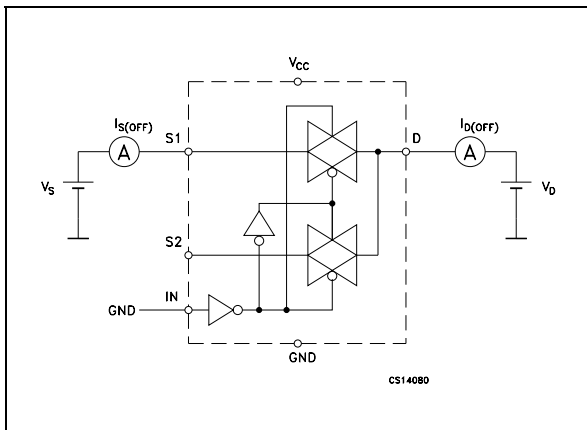 V_CC
I_S(OFF)
S1
D
I_D(OFF)
A
A
V_S
V_D
S2
IN
GND
GND
CS14080